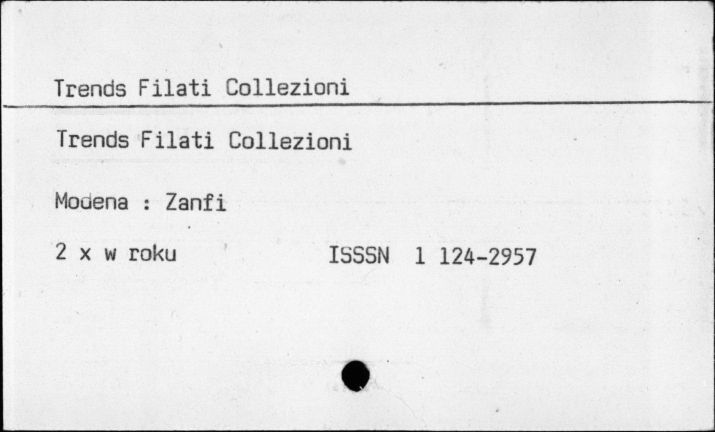 Trends Filati Collezioni
Trends Filati Collezioni
Modena : Zanfi
2 x w roku ISSSN 1 124-2957